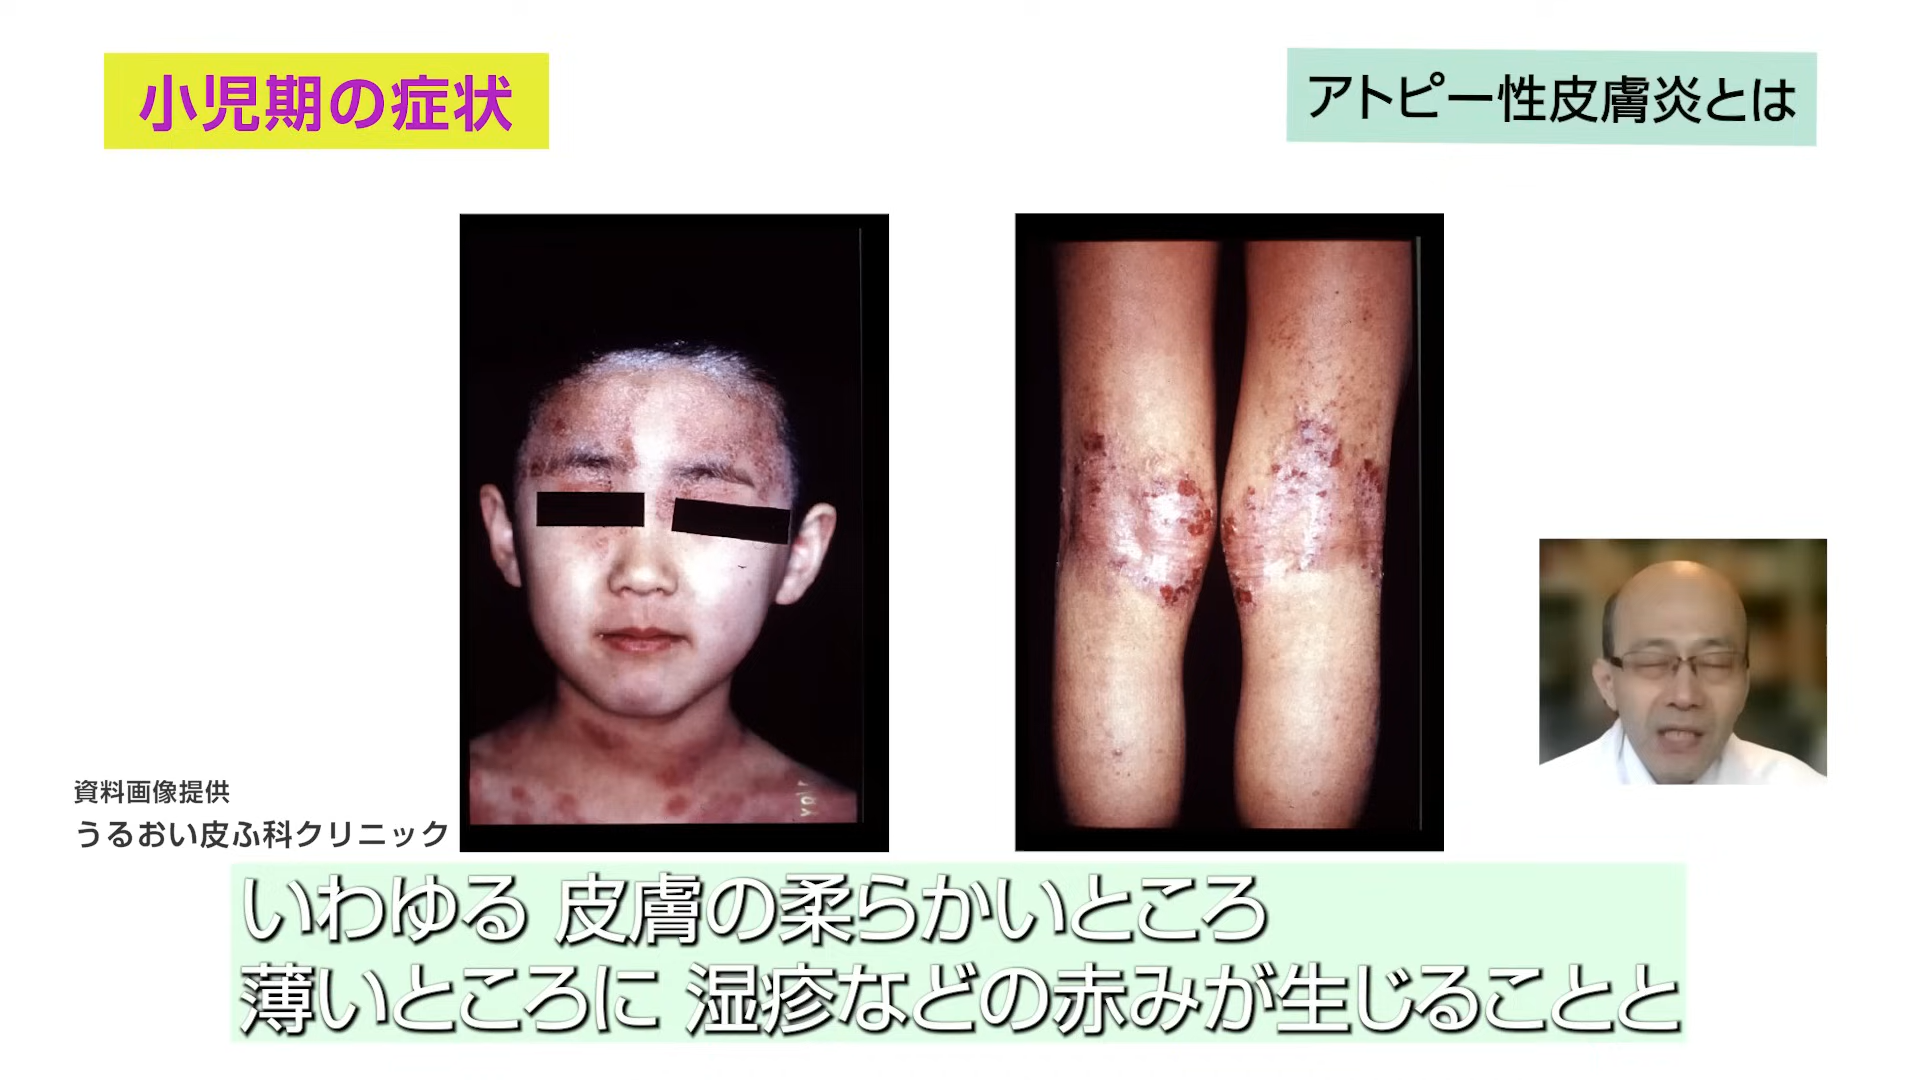 小児期の症状
アトピー性皮膚炎とは
資料画像提供
うるおい皮ふ科クリニック
いわゆる 皮膚の柔らかいところ
薄いところに 湿疹などの赤みが生じることと